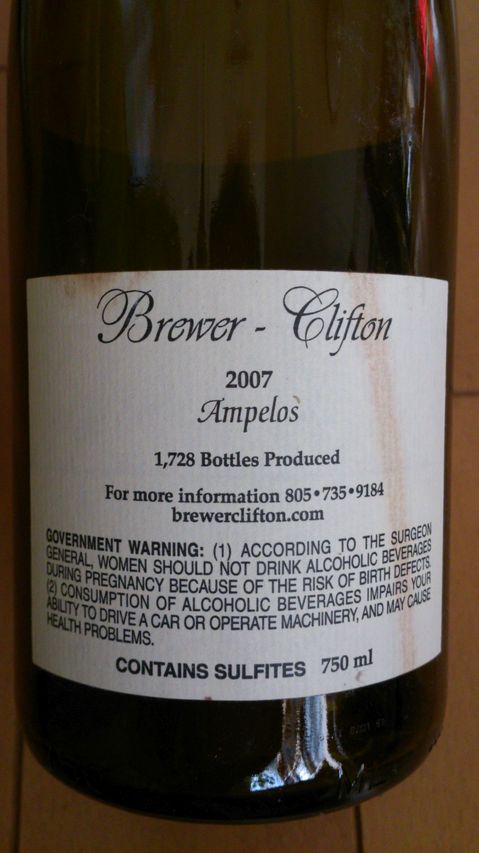 Brewer - Clifton
2007
Ampelos
1,728 Bottles Produced
For more information 805•735•9184
brewerclifton.com
GOVERNMENT WARNING: (1) ACCORDING TO THE SURGEON
GENERAL, WOMEN SHOULD NOT DRINK ALCOHOLIC BEVERAGES
DURING PREGNANCY BECAUSE OF THE RISK OF BIRTH DEFECTS.
(2) CONSUMPTION OF ALCOHOLIC BEVERAGES IMPAIRS YOUR
ABILITY TO DRIVE A CAR OR OPERATE MACHINERY, AND MAY CAUSE
HEALTH PROBLEMS.
CONTAINS SULFITES 750 ml